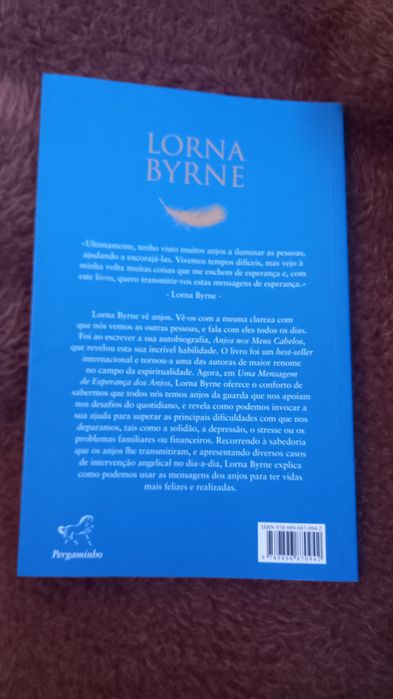 LORNA
BYRNE
«Ultimamente, tenho visto muitos anjos a iluminar as pessoas,
ajudando a encorajá-las. Vivemos tempos difíceis, mas vejo à
minha volta muitas coisas que me enchem de esperança e, com
este livro, quero transmitir-vos estas mensagens de esperança.»
- Lorna Byrne -
Lorna Byrne vê anjos. Vê-os com a mesma clareza com
que nós vemos as outras pessoas, e fala com eles todos os dias.
Foi ao escrever a sua autobiografia, Anjos nos Meus Cabelos,
que revelou esta sua incrível habilidade. O livro foi um best-seller
internacional e tornou-a uma das autoras de maior renome
no campo da espiritualidade. Agora, em Uma Mensagem
de Esperança dos Anjos, Lorna Byrne oferece o conforto de
sabermos que todos nós temos anjos da guarda que nos apoiam
nos desafios do quotidiano, e revela como podemos invocar a
sua ajuda para superar as principais dificuldades com que nos
deparamos, tais como a solidão, a depressão, o stresse ou os
problemas familiares ou financeiros. Recorrendo à sabedoria
que os anjos lhe transmitiram, e apresentando diversos casos
de intervenção angelical no dia-a-dia, Lorna Byrne explica
como podemos usar as mensagens dos anjos para ter vidas
mais felizes e realizadas.
ISBN 978-989-687-094-2
9 789896 870942
Pergaminho